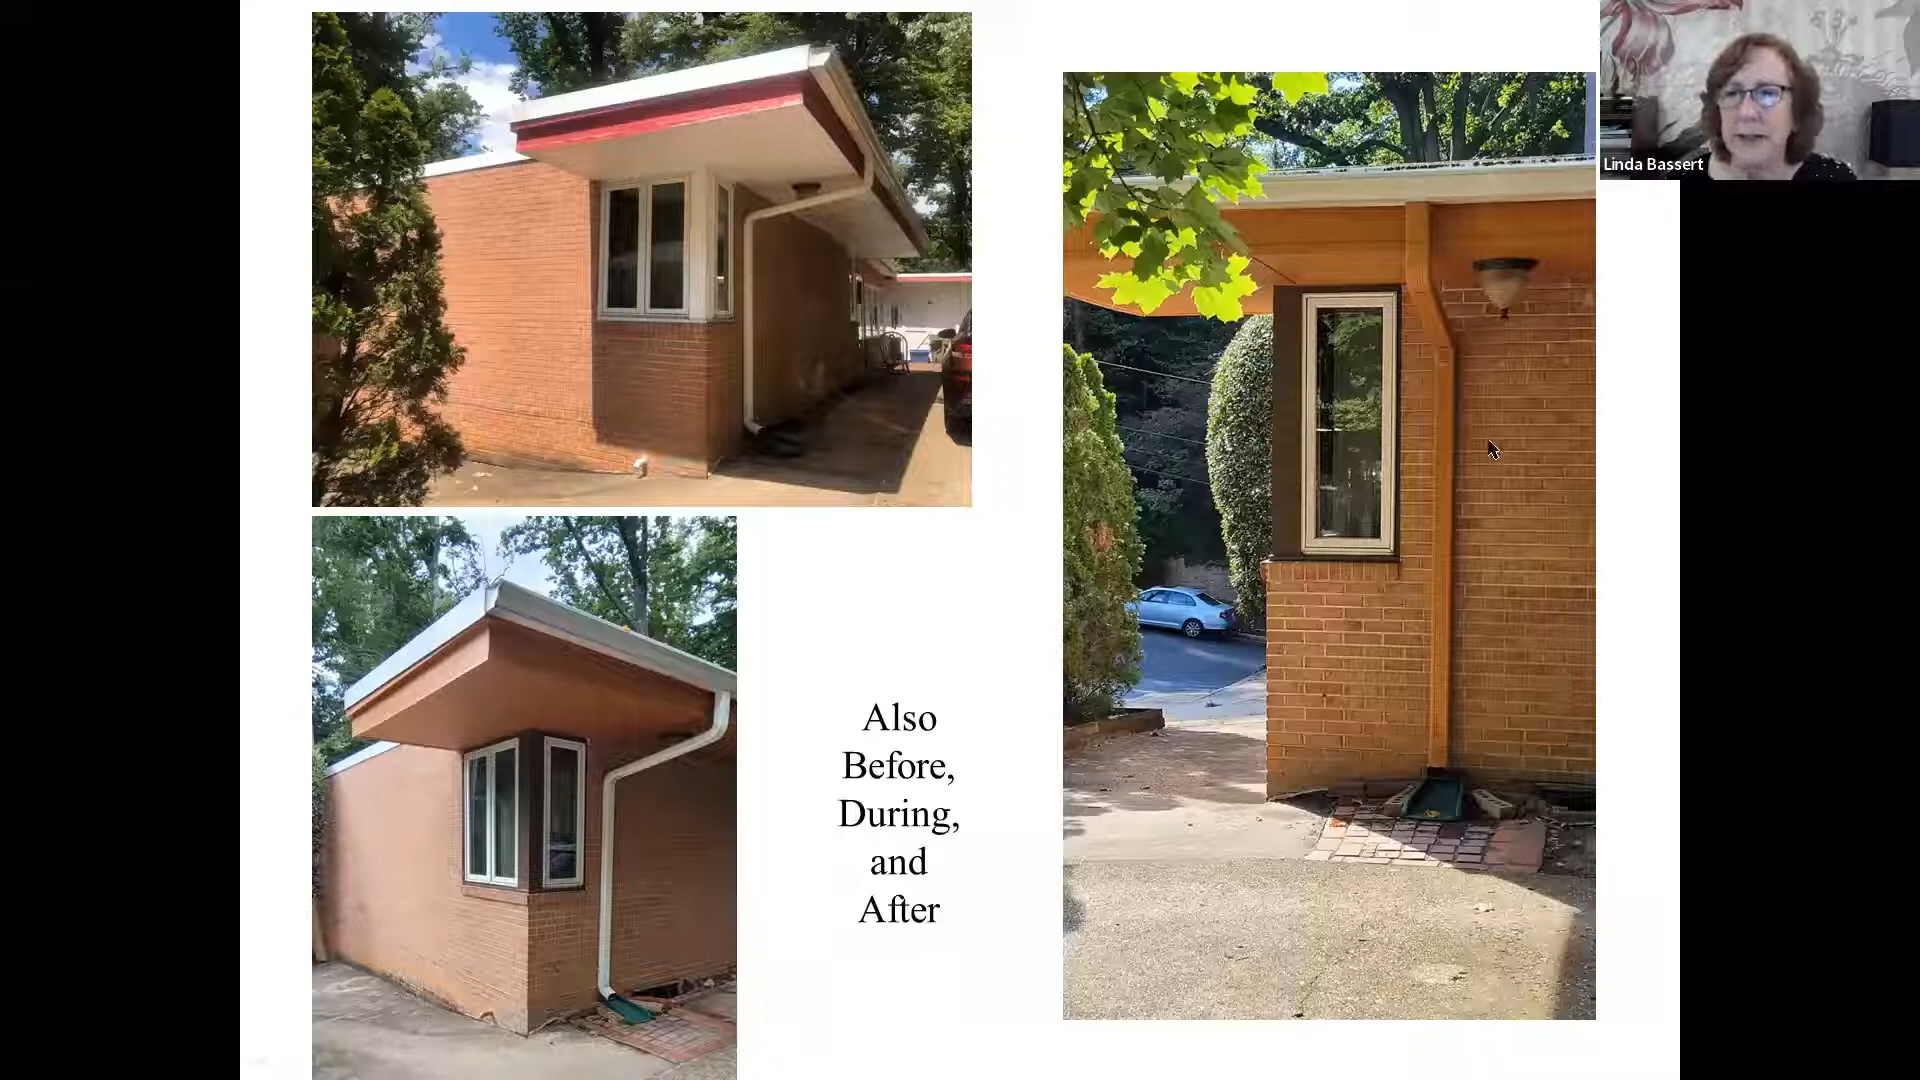 Linda Bassert
Also
Before,
During,
and
After